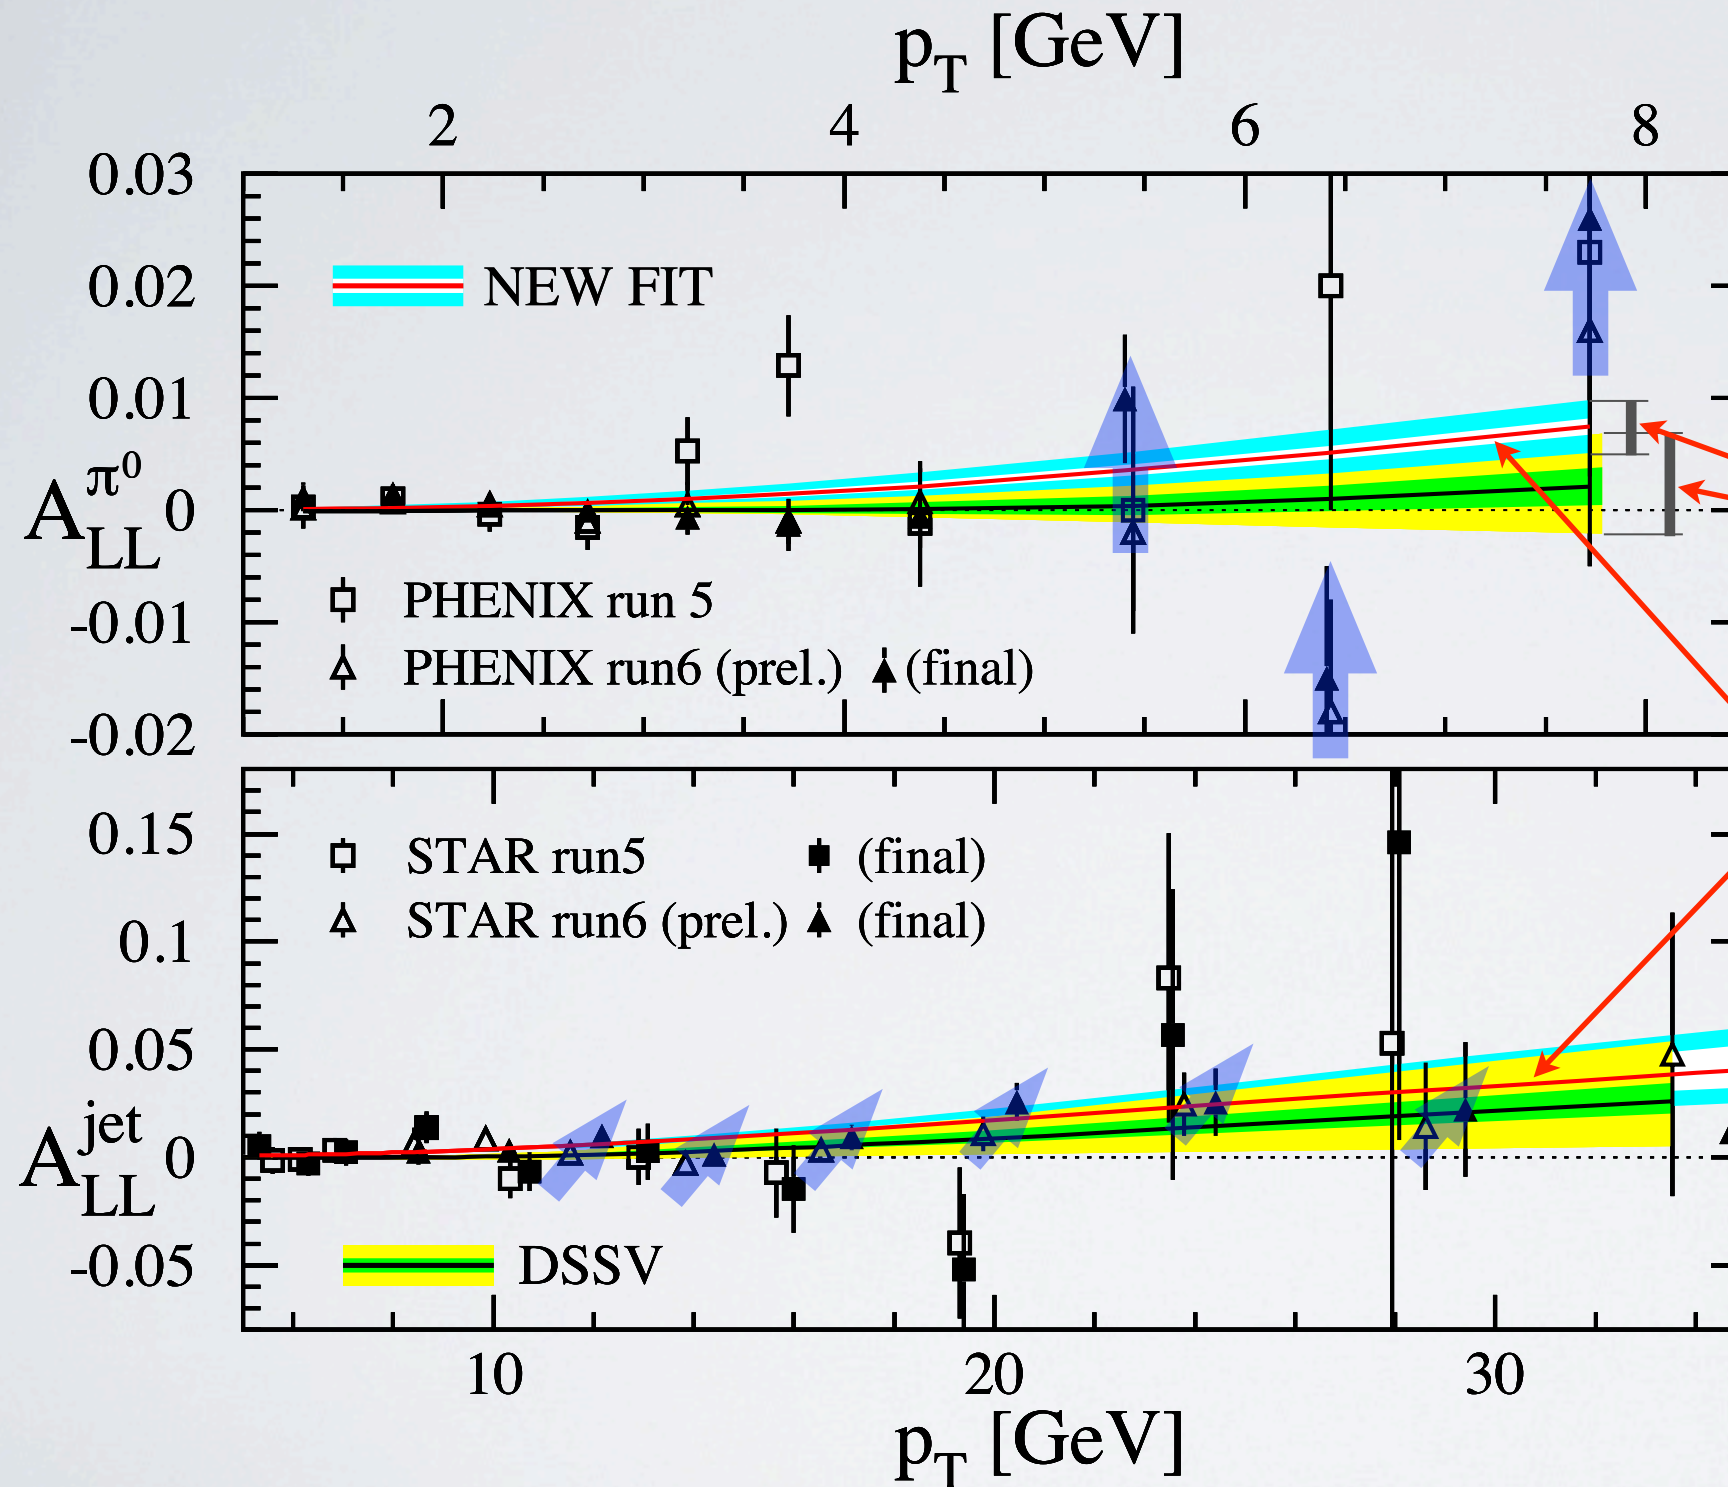 p_T [GeV]
2 4 6 8
0.03
0.02
0.01
0
-0.01
-0.02
A_LL^π^0
NEW FIT
PHENIX run 5
PHENIX run6 (prel.) (final)
0.15
0.1
0.05
0
-0.05
A_LL^jet
STAR run5 (final)
STAR run6 (prel.) (final)
DSSV
10 20 30
p_T [GeV]